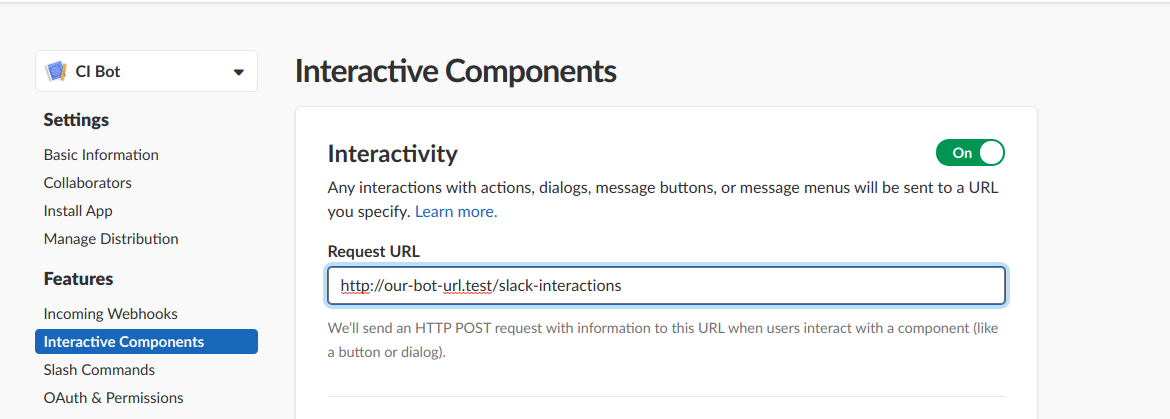 CI Bot
Interactive Components
Settings
Basic Information
Collaborators
Install App
Manage Distribution
Features
Incoming Webhooks
Interactive Components
Slash Commands
OAuth & Permissions
Interactivity
On
Any interactions with actions, dialogs, message buttons, or message menus will be sent to a URL
you specify. Learn more.
Request URL
http://our-bot-url.test/slack-interactions
We'll send an HTTP POST request with information to this URL when users interact with a component (like
a button or dialog).